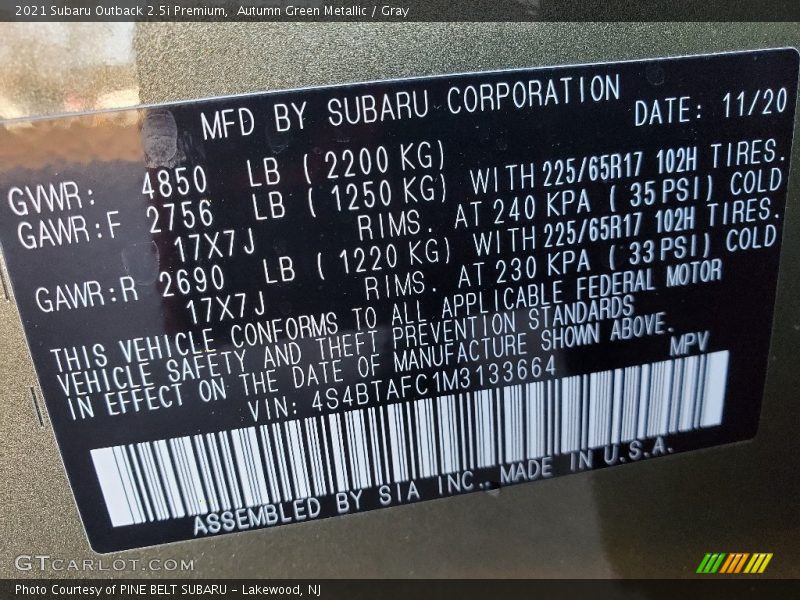 2021 Subaru Outback 2.5i Premium, Autumn Green Metallic / Gray
MFD BY SUBARU CORPORATION DATE: 11/20
GVWR: 4850 LB ( 2200 KG)
GAWR:F 2756 LB ( 1250 KG) WITH 225/65R17 102H TIRES.
17X7J RIMS. AT 240 KPA ( 35 PSI) COLD
GAWR:R 2690 LB ( 1220 KG) WITH 225/65R17 102H TIRES.
17X7J RIMS. AT 230 KPA ( 33 PSI) COLD
THIS VEHICLE CONFORMS TO ALL APPLICABLE FEDERAL MOTOR
VEHICLE SAFETY AND THEFT PREVENTION STANDARDS
IN EFFECT ON THE DATE OF MANUFACTURE SHOWN ABOVE.
VIN: 4S4BTAFC1M3133664 MPV
ASSEMBLED BY SIA INC., MADE IN U.S.A.
GTcarlot.com
Photo Courtesy of PINE BELT SUBARU - Lakewood, NJ